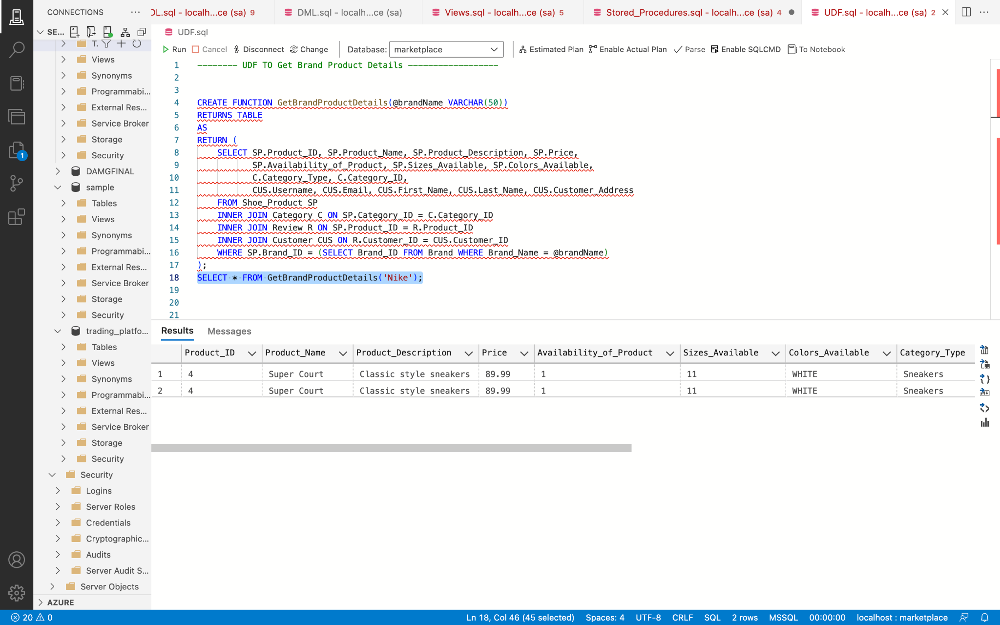 CONNECTIONS ...
DL.sql - localh...ce (sa) 9
DML.sql - localh...ce (sa)
Views.sql - localh...ce (sa) 5
Stored_Procedures.sql - localh...ce (sa) 4
UDF.sql - localh...ce (sa) 2
SE...
T.
Views
Synonyms
Programmabi...
External Res...
Service Broker
Storage
Security
DAMGFINAL
sample
Tables
Views
Synonyms
Programmabi...
External Res...
Service Broker
Storage
Security
trading_platfo...
Tables
Views
Synonyms
Programmabi...
External Res...
Service Broker
Storage
Security
Security
Logins
Server Roles
Credentials
Cryptographic...
Audits
Server Audit S...
Server Objects
AZURE
1
UDF.sql
Run Cancel Disconnect Change Database: marketplace Estimated Plan Enable Actual Plan Parse Enable SQLCMD To Notebook
1 -------- UDF TO Get Brand Product Details ------------------
2
3
4 CREATE FUNCTION GetBrandProductDetails(@brandName VARCHAR(50))
5 RETURNS TABLE
6 AS
7 RETURN (
8 SELECT SP.Product_ID, SP.Product_Name, SP.Product_Description, SP.Price,
9 SP.Availability_of_Product, SP.Sizes_Available, SP.Colors_Available,
10 C.Category_Type, C.Category_ID,
11 CUS.Username, CUS.Email, CUS.First_Name, CUS.Last_Name, CUS.Customer_Address
12 FROM Shoe_Product SP
13 INNER JOIN Category C ON SP.Category_ID = C.Category_ID
14 INNER JOIN Review R ON SP.Product_ID = R.Product_ID
15 INNER JOIN Customer CUS ON R.Customer_ID = CUS.Customer_ID
16 WHERE SP.Brand_ID = (SELECT Brand_ID FROM Brand WHERE Brand_Name = @brandName)
17 );
18 SELECT * FROM GetBrandProductDetails('Nike');
19
20
21
Results Messages
Product_ID Product_Name Product_Description Price Availability_of_Product Sizes_Available Colors_Available Category_Type
1 4 Super Court Classic style sneakers 89.99 1 11 WHITE Sneakers
2 4 Super Court Classic style sneakers 89.99 1 11 WHITE Sneakers
20 0 Ln 18, Col 46 (45 selected) Spaces: 4 UTF-8 CRLF SQL 2 rows MSSQL 00:00:00 localhost : marketplace